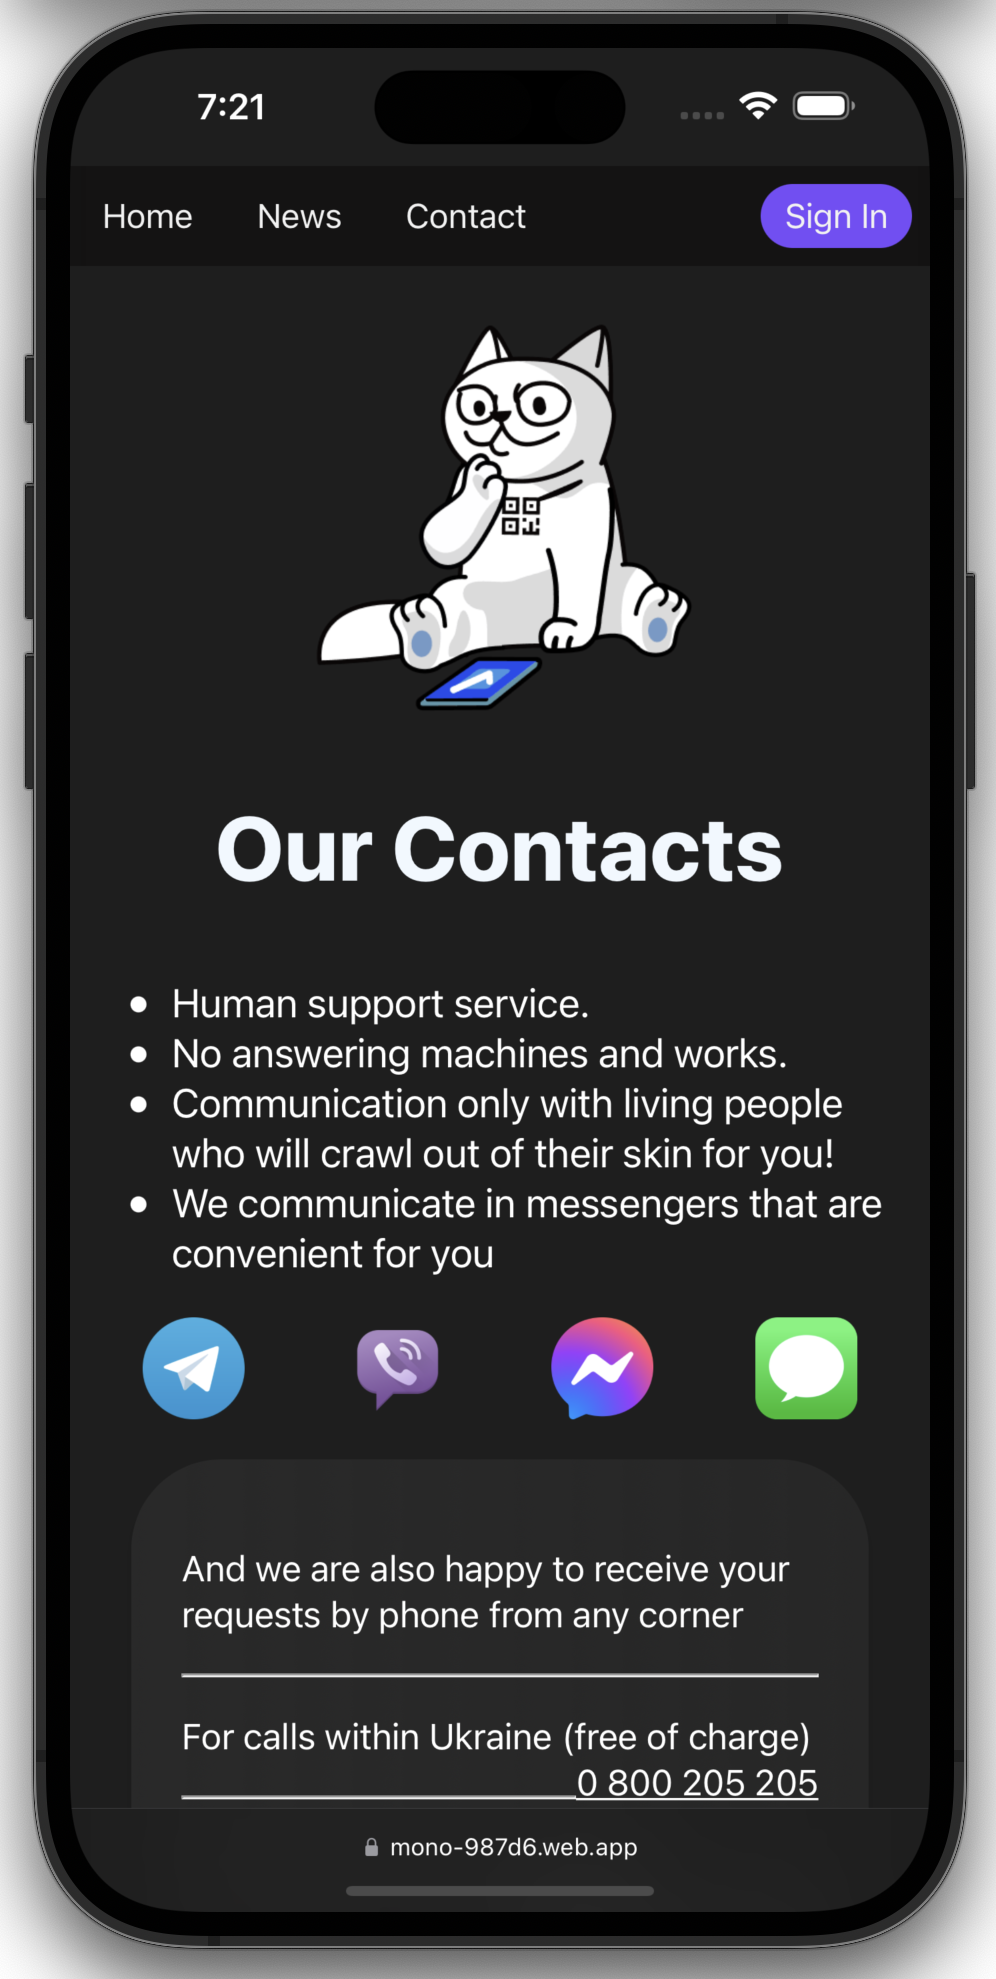 7:21
Home News Contact Sign In
Our Contacts
Human support service.
No answering machines and works.
Communication only with living people
who will crawl out of their skin for you!
We communicate in messengers that are
convenient for you
And we are also happy to receive your
requests by phone from any corner
For calls within Ukraine (free of charge)
0 800 205 205
mono-987d6.web.app